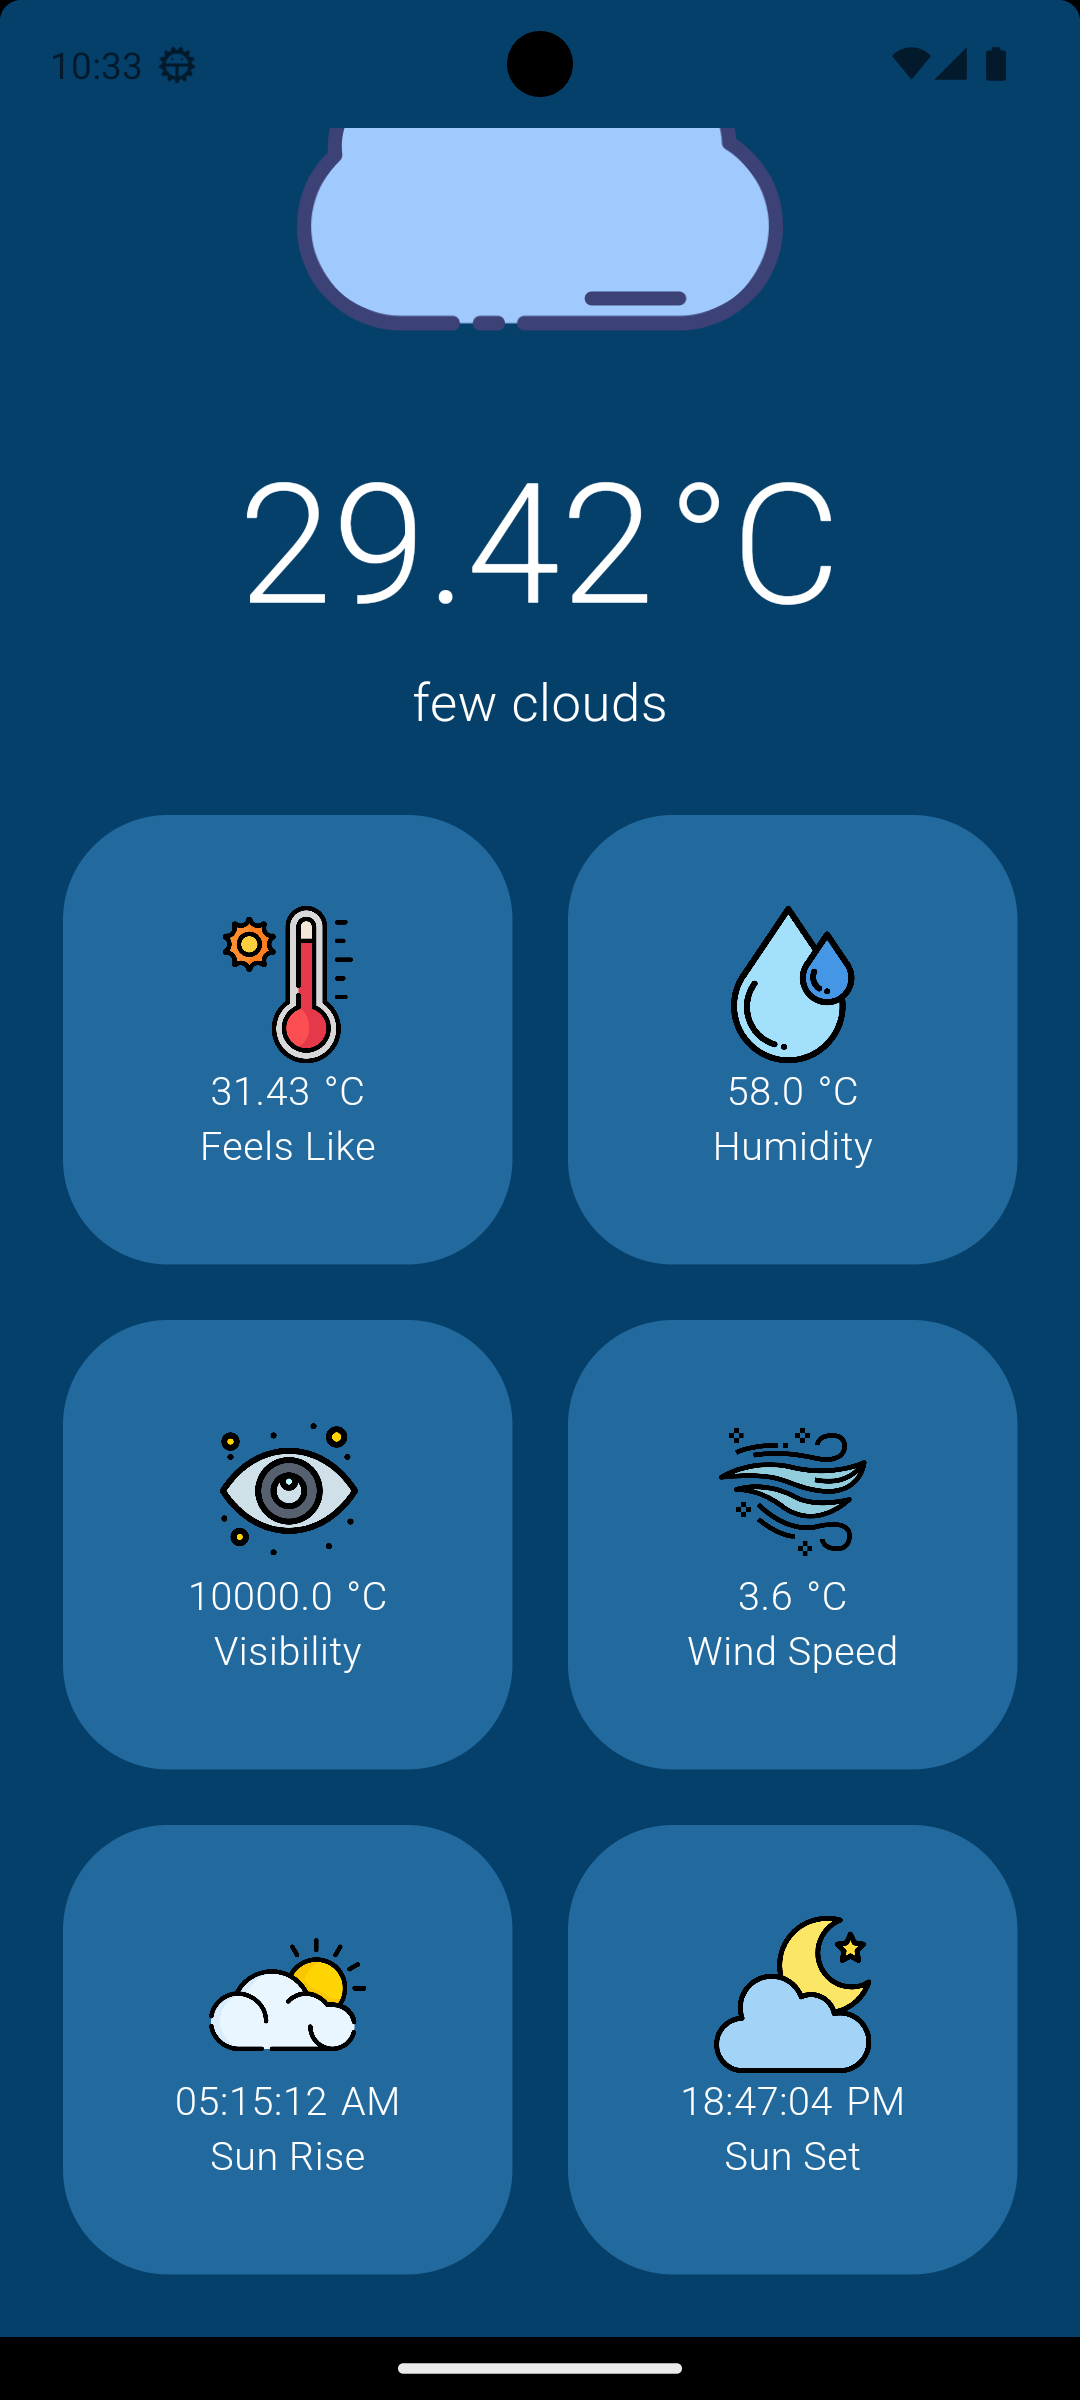 10:33
29.42 °C
few clouds
31.43 °C
Feels Like
58.0 °C
Humidity
10000.0 °C
Visibility
3.6 °C
Wind Speed
05:15:12 AM
Sun Rise
18:47:04 PM
Sun Set